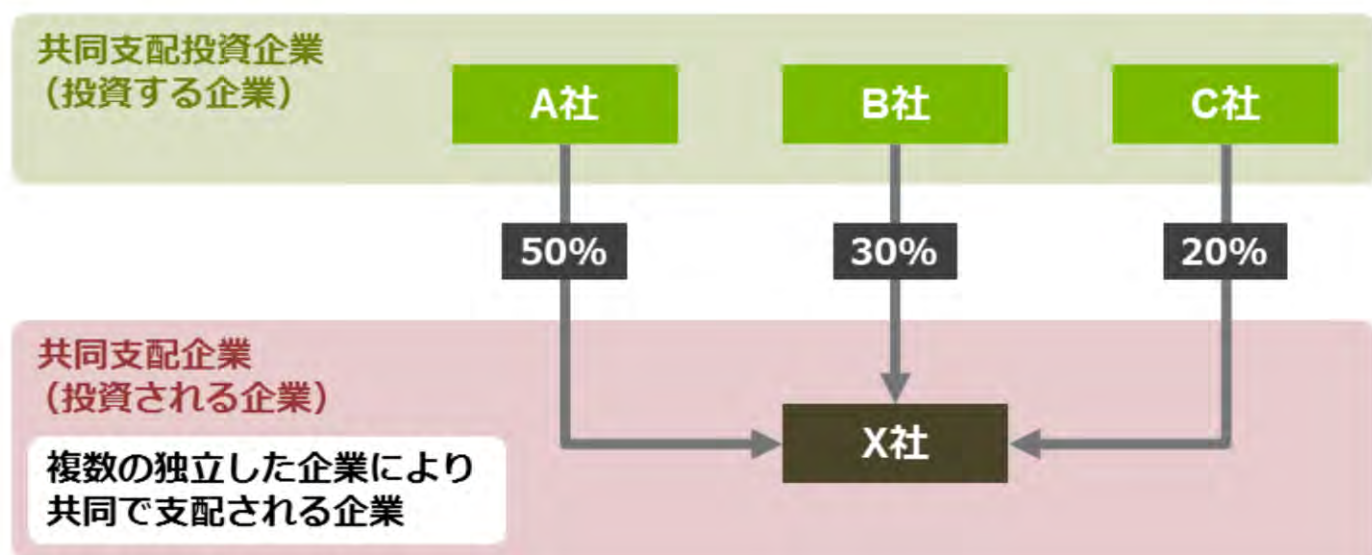 共同支配投資企業
（投資する企業）
A社
B社
C社
50%
30%
20%
共同支配企業
（投資される企業）
X社
複数の独立した企業により
共同で支配される企業